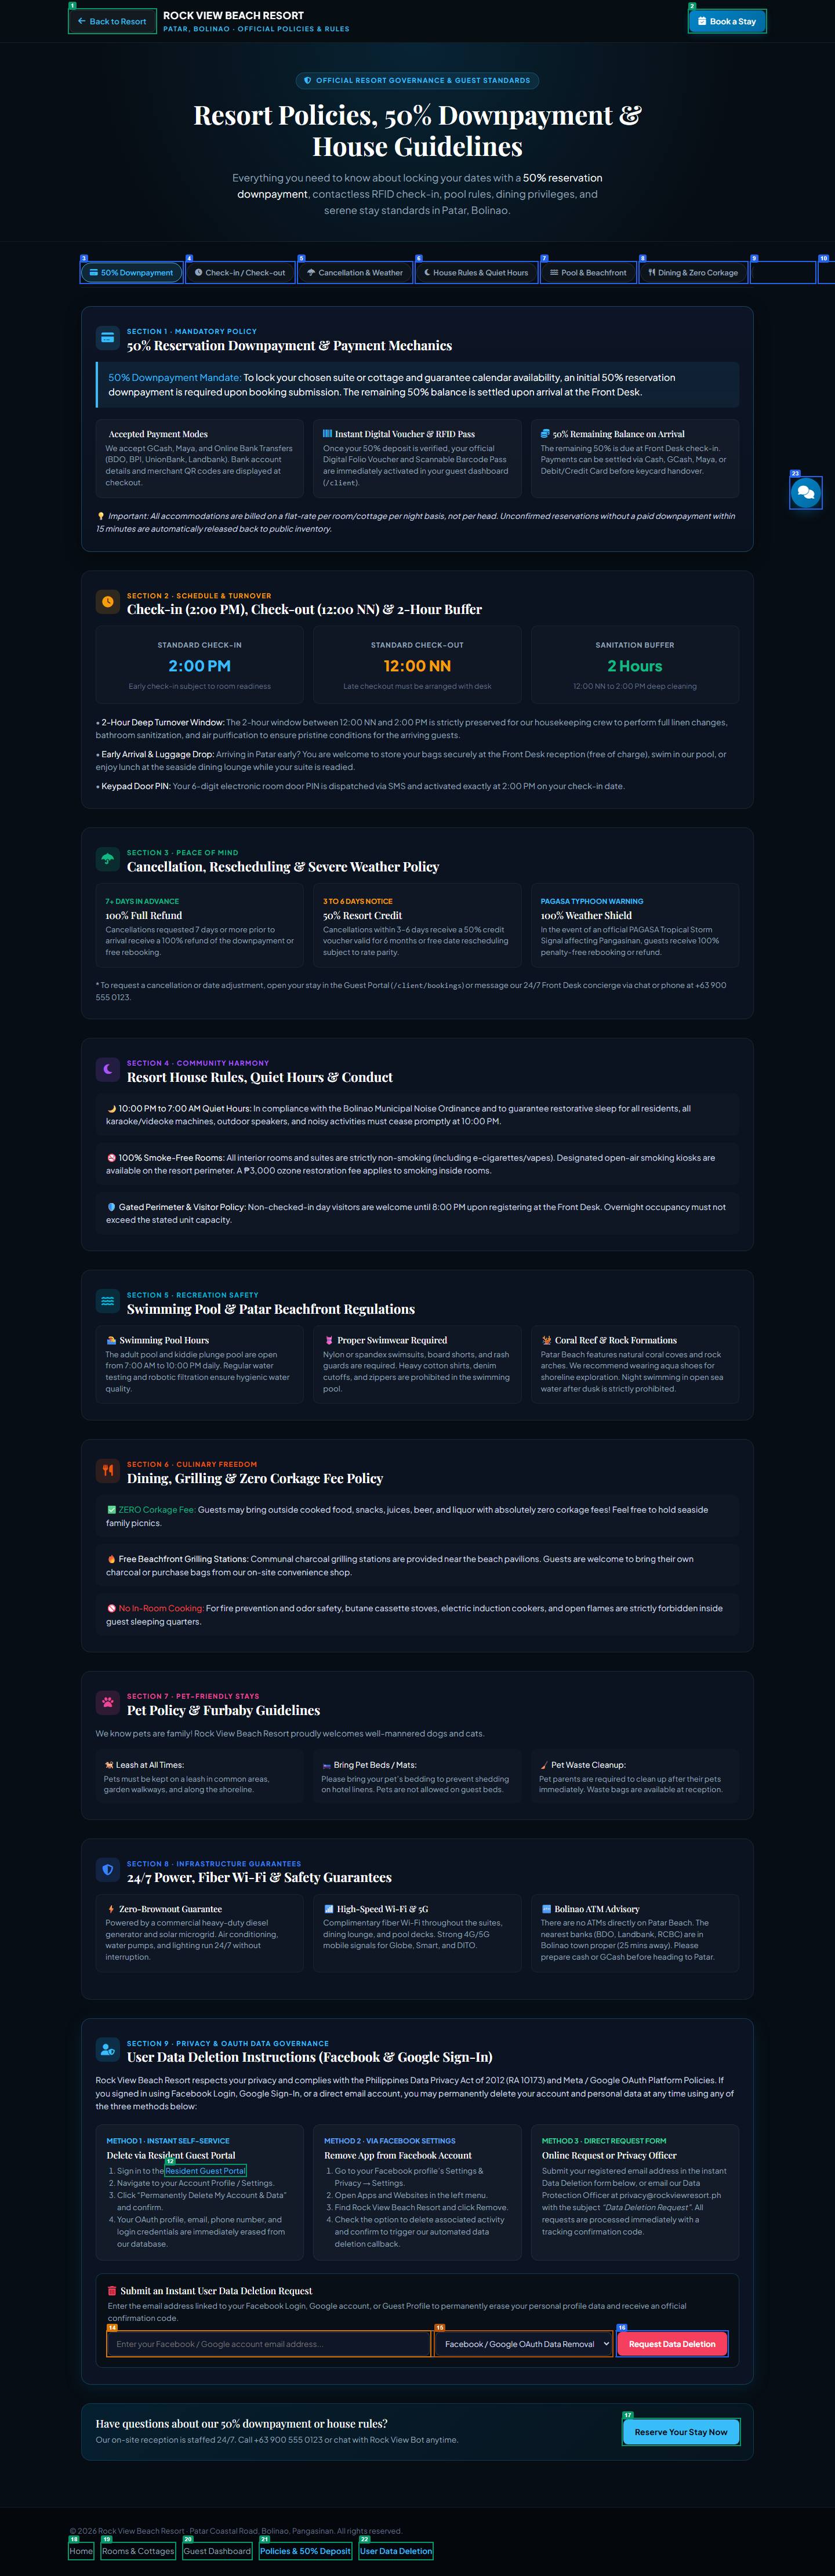 Back to Resort
ROCK VIEW BEACH RESORT
PATAR, BOLINAO · OFFICIAL POLICIES & RULES
Book a Stay
OFFICIAL RESORT GOVERNANCE & GUEST STANDARDS
Resort Policies, 50% Downpayment &
House Guidelines
Everything you need to know about locking your dates with a 50% reservation
downpayment, contactless RFID check-in, pool rules, dining privileges, and
serene stay standards in Patar, Bolinao.
50% Downpayment
Check-in / Check-out
Cancellation & Weather
House Rules & Quiet Hours
Pool & Beachfront
Dining & Zero Corkage
SECTION 1 · MANDATORY POLICY
50% Reservation Downpayment & Payment Mechanics
50% Downpayment Mandate: To lock your chosen suite or cottage and guarantee calendar availability, an initial 50% reservation
downpayment is required upon booking submission. The remaining 50% balance is settled upon arrival at the Front Desk.
Accepted Payment Modes
We accept GCash, Maya, and Online Bank Transfers
(BDO, BPI, UnionBank, Landbank). Bank account
details and merchant QR codes are displayed at
checkout.
Instant Digital Voucher & RFID Pass
Once your 50% deposit is verified, your official
Digital Folio Voucher and Scannable Barcode Pass
are immediately activated in your guest dashboard
(/client).
50% Remaining Balance on Arrival
The remaining 50% is due at Front Desk check-in.
Payments can be settled via Cash, GCash, Maya, or
Debit/Credit Card before keycard handover.
Important: All accommodations are billed on a flat-rate per room/cottage per night basis, not per head. Unconfirmed reservations without a paid downpayment within
15 minutes are automatically released back to public inventory.
SECTION 2 · SCHEDULE & TURNOVER
Check-in (2:00 PM), Check-out (12:00 NN) & 2-Hour Buffer
STANDARD CHECK-IN
2:00 PM
Early check-in subject to room readiness
STANDARD CHECK-OUT
12:00 NN
Late checkout must be arranged with desk
SANITATION BUFFER
2 Hours
12:00 NN to 2:00 PM deep cleaning
• 2-Hour Deep Turnover Window: The 2-hour window between 12:00 NN and 2:00 PM is strictly preserved for our housekeeping crew to perform full linen changes,
bathroom sanitization, and air purification to ensure pristine conditions for the arriving guests.
• Early Arrival & Luggage Drop: Arriving in Patar early? You are welcome to store your bags securely at the Front Desk reception (free of charge), swim in our pool, or
enjoy lunch at the seaside dining lounge while your suite is readied.
• Keypad Door PIN: Your 6-digit electronic room door PIN is dispatched via SMS and activated exactly at 2:00 PM on your check-in date.
SECTION 3 · PEACE OF MIND
Cancellation, Rescheduling & Severe Weather Policy
7+ DAYS IN ADVANCE
100% Full Refund
Cancellations requested 7 days or more prior to
arrival receive a 100% refund of the downpayment or
free rebooking.
3 TO 6 DAYS NOTICE
50% Resort Credit
Cancellations within 3–6 days receive a 50% credit
voucher valid for 6 months or free date rescheduling
subject to rate parity.
PAGASA TYPHOON WARNING
100% Weather Shield
In the event of an official PAGASA Tropical Storm
Signal affecting Pangasinan, guests receive 100%
penalty-free rebooking or refund.
* To request a cancellation or date adjustment, open your stay in the Guest Portal (/client/bookings) or message our 24/7 Front Desk concierge via chat or phone at +63 900
555 0123.
SECTION 4 · COMMUNITY HARMONY
Resort House Rules, Quiet Hours & Conduct
10:00 PM to 7:00 AM Quiet Hours: In compliance with the Bolinao Municipal Noise Ordinance and to guarantee restorative sleep for all residents, all
karaoke/videoke machines, outdoor speakers, and noisy activities must cease promptly at 10:00 PM.
100% Smoke-Free Rooms: All interior rooms and suites are strictly non-smoking (including e-cigarettes/vapes). Designated open-air smoking kiosks are
available on the resort perimeter. A ₱3,000 ozone restoration fee applies to smoking inside rooms.
Gated Perimeter & Visitor Policy: Non-checked-in day visitors are welcome until 8:00 PM upon registering at the Front Desk. Overnight occupancy must not
exceed the stated unit capacity.
SECTION 5 · RECREATION SAFETY
Swimming Pool & Patar Beachfront Regulations
Swimming Pool Hours
The adult pool and kiddie plunge pool are open
from 7:00 AM to 10:00 PM daily. Regular water
testing and robotic filtration ensure hygienic water
quality.
Proper Swimwear Required
Nylon or spandex swimsuits, board shorts, and rash
guards are required. Heavy cotton shirts, denim
cutoffs, and zippers are prohibited in the swimming
pool.
Coral Reef & Rock Formations
Patar Beach features natural coral coves and rock
arches. We recommend wearing aqua shoes for
shoreline exploration. Night swimming in open sea
water after dusk is strictly prohibited.
SECTION 6 · CULINARY FREEDOM
Dining, Grilling & Zero Corkage Fee Policy
ZERO Corkage Fee: Guests may bring outside cooked food, snacks, juices, beer, and liquor with absolutely zero corkage fees! Feel free to hold seaside
family picnics.
Free Beachfront Grilling Stations: Communal charcoal grilling stations are provided near the beach pavilions. Guests are welcome to bring their own
charcoal or purchase bags from our on-site convenience shop.
No In-Room Cooking: For fire prevention and odor safety, butane cassette stoves, electric induction cookers, and open flames are strictly forbidden inside
guest sleeping quarters.
SECTION 7 · PET-FRIENDLY STAYS
Pet Policy & Furbaby Guidelines
We know pets are family! Rock View Beach Resort proudly welcomes well-mannered dogs and cats.
Leash at All Times:
Pets must be kept on a leash in common areas,
garden walkways, and along the shoreline.
Bring Pet Beds / Mats:
Please bring your pet's bedding to prevent shedding
on hotel linens. Pets are not allowed on guest beds.
Pet Waste Cleanup:
Pet parents are required to clean up after their pets
immediately. Waste bags are available at reception.
SECTION 8 · INFRASTRUCTURE GUARANTEES
24/7 Power, Fiber Wi-Fi & Safety Guarantees
Zero-Brownout Guarantee
Powered by a commercial heavy-duty diesel
generator and solar microgrid. Air conditioning,
water pumps, and lighting run 24/7 without
interruption.
High-Speed Wi-Fi & 5G
Complimentary fiber Wi-Fi throughout the suites,
dining lounge, and pool decks. Strong 4G/5G
mobile signals for Globe, Smart, and DITO.
Bolinao ATM Advisory
There are no ATMs directly on Patar Beach. The
nearest banks (BDO, Landbank, RCBC) are in
Bolinao town proper (25 mins away). Please
prepare cash or GCash before heading to Patar.
SECTION 9 · PRIVACY & OAUTH DATA GOVERNANCE
User Data Deletion Instructions (Facebook & Google Sign-In)
Rock View Beach Resort respects your privacy and complies with the Philippines Data Privacy Act of 2012 (RA 10173) and Meta / Google OAuth Platform Policies. If
you signed in using Facebook Login, Google Sign-In, or a direct email account, you may permanently delete your account and personal data at any time using any of
the three methods below:
METHOD 1 · INSTANT SELF-SERVICE
Delete via Resident Guest Portal
1. Sign in to the Resident Guest Portal
2. Navigate to your Account Profile / Settings.
3. Click "Permanently Delete My Account & Data"
and confirm.
4. Your OAuth profile, email, phone number, and
login credentials are immediately erased from
our database.
METHOD 2 · VIA FACEBOOK SETTINGS
Remove App from Facebook Account
1. Go to your Facebook profile's Settings &
Privacy → Settings.
2. Open Apps and Websites in the left menu.
3. Find Rock View Beach Resort and click Remove.
4. Check the option to delete associated activity
and confirm to trigger our automated data
deletion callback.
METHOD 3 · DIRECT REQUEST FORM
Online Request or Privacy Officer
Submit your registered email address in the instant
Data Deletion form below, or email our Data
Protection Officer at privacy@rockviewresort.ph
with the subject "Data Deletion Request". All
requests are processed immediately with a
tracking confirmation code.
Submit an Instant User Data Deletion Request
Enter the email address linked to your Facebook Login, Google account, or Guest Profile to permanently erase your personal profile data and receive an official
confirmation code.
Enter your Facebook / Google account email address...
Facebook / Google OAuth Data Removal
Request Data Deletion
Have questions about our 50% downpayment or house rules?
Our on-site reception is staffed 24/7. Call +63 900 555 0123 or chat with Rock View Bot anytime.
Reserve Your Stay Now
© 2026 Rock View Beach Resort · Patar Coastal Road, Bolinao, Pangasinan. All rights reserved.
Home
Rooms & Cottages
Guest Dashboard
Policies & 50% Deposit
User Data Deletion